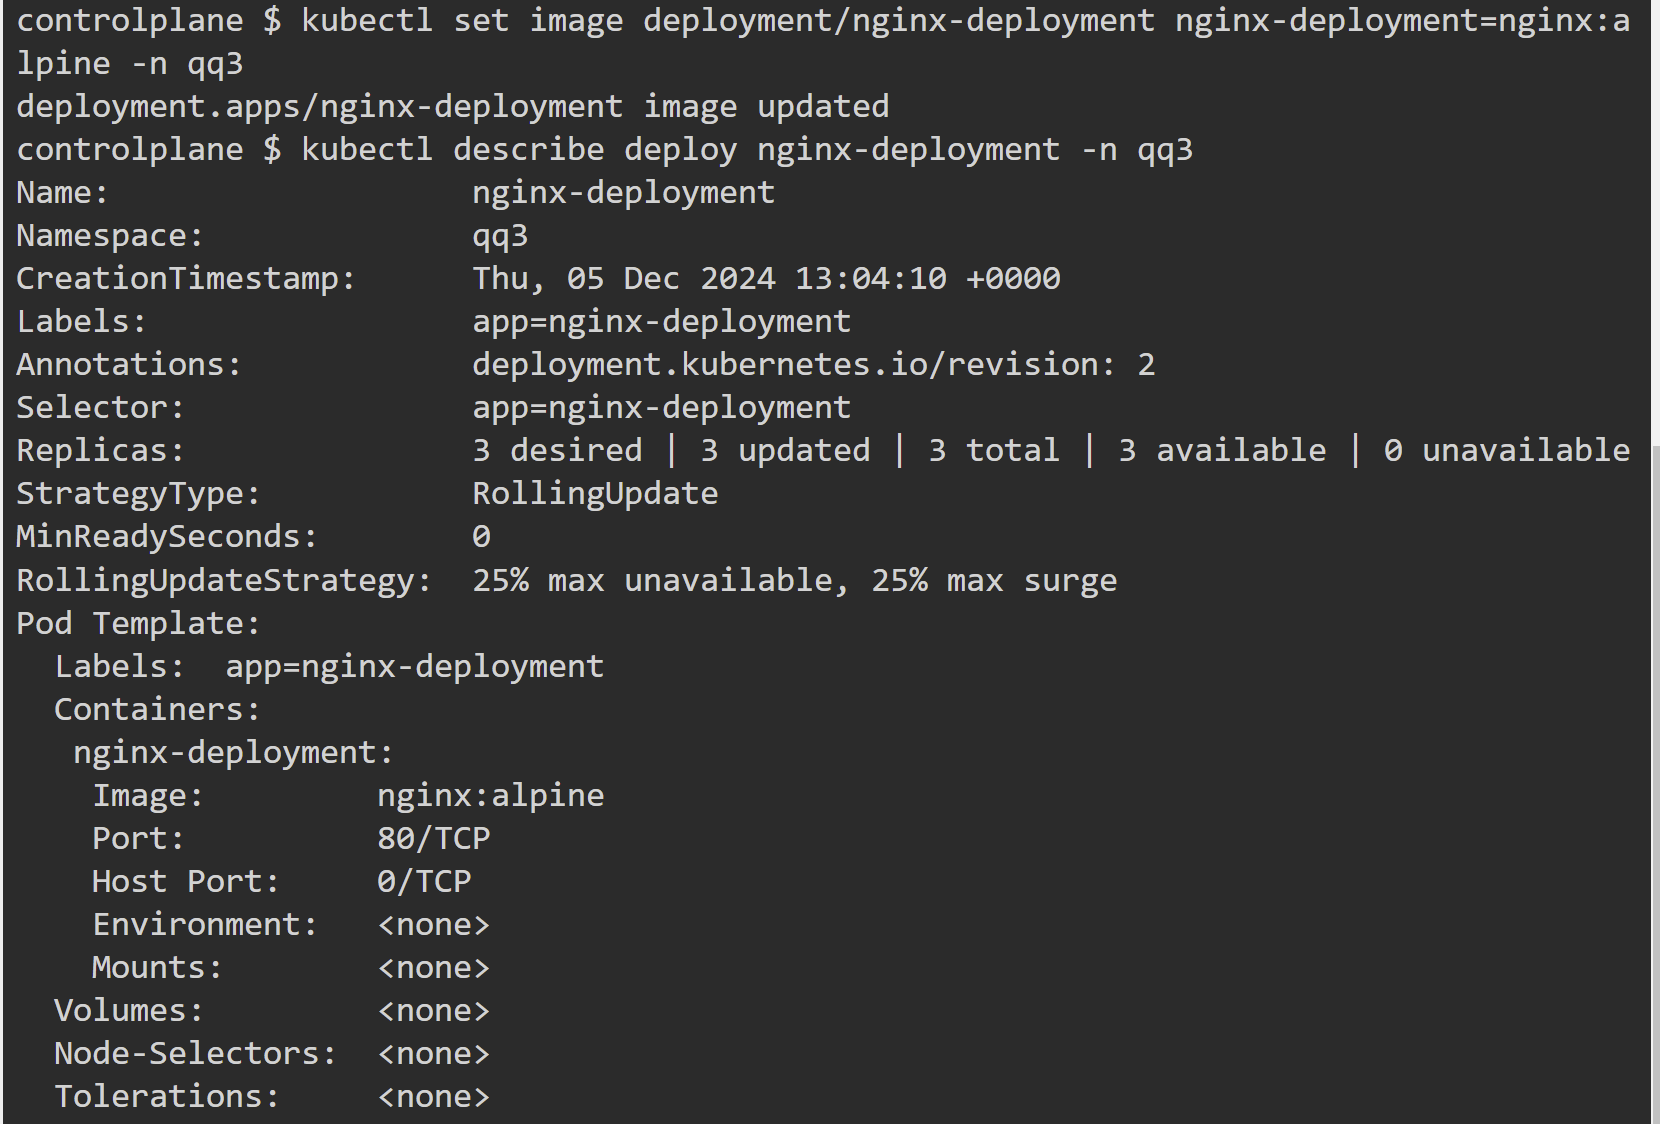 controlplane $ kubectl set image deployment/nginx-deployment nginx-deployment=nginx:a
lpine -n qq3
deployment.apps/nginx-deployment image updated
controlplane $ kubectl describe deploy nginx-deployment -n qq3
Name:                   nginx-deployment
Namespace:              qq3
CreationTimestamp:      Thu, 05 Dec 2024 13:04:10 +0000
Labels:                 app=nginx-deployment
Annotations:            deployment.kubernetes.io/revision: 2
Selector:               app=nginx-deployment
Replicas:               3 desired | 3 updated | 3 total | 3 available | 0 unavailable
StrategyType:           RollingUpdate
MinReadySeconds:        0
RollingUpdateStrategy:  25% max unavailable, 25% max surge
Pod Template:
  Labels:  app=nginx-deployment
  Containers:
   nginx-deployment:
    Image:         nginx:alpine
    Port:          80/TCP
    Host Port:     0/TCP
    Environment:   <none>
    Mounts:        <none>
  Volumes:         <none>
  Node-Selectors:  <none>
  Tolerations:     <none>